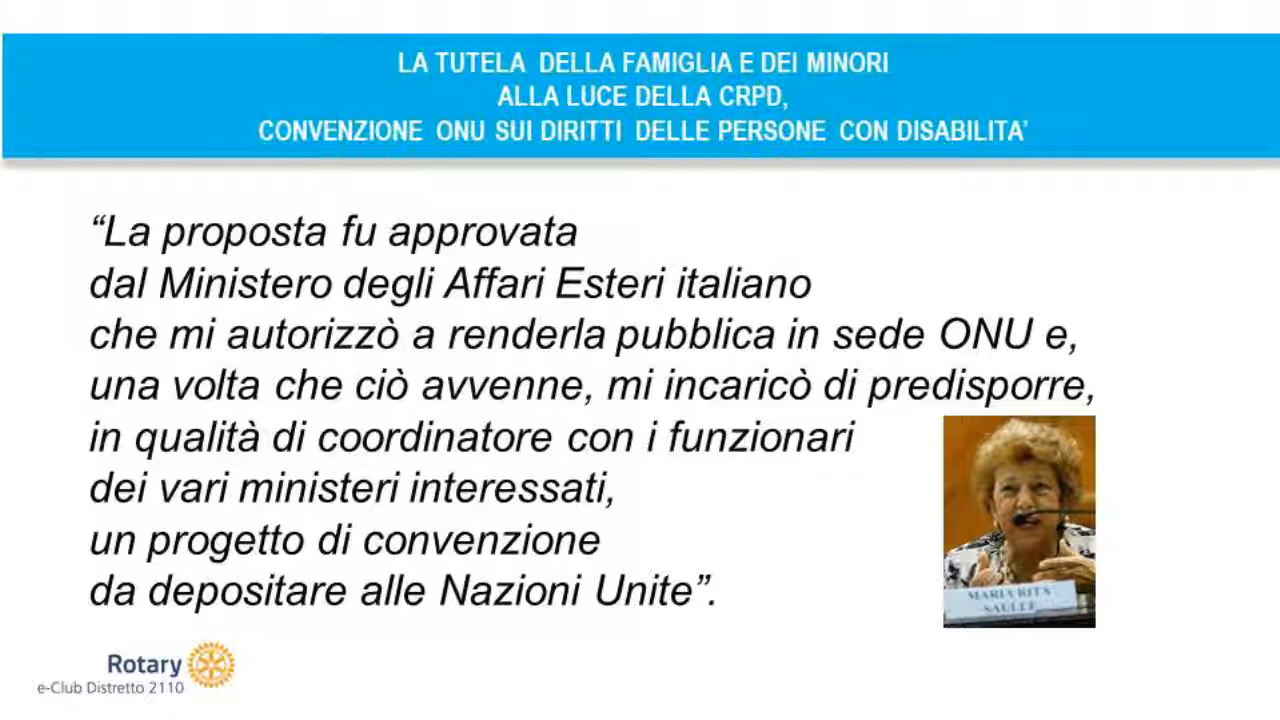 LA TUTELA DELLA FAMIGLIA E DEI MINORI
ALLA LUCE DELLA CRPD,
CONVENZIONE ONU SUI DIRITTI DELLE PERSONE CON DISABILITA'
“La proposta fu approvata
dal Ministero degli Affari Esteri italiano
che mi autorizzò a renderla pubblica in sede ONU e,
una volta che ciò avvenne, mi incaricò di predisporre,
in qualità di coordinatore con i funzionari
dei vari ministeri interessati,
un progetto di convenzione
da depositare alle Nazioni Unite”.
MARIA RITA
SAULLE
Rotary
e-Club Distretto 2110